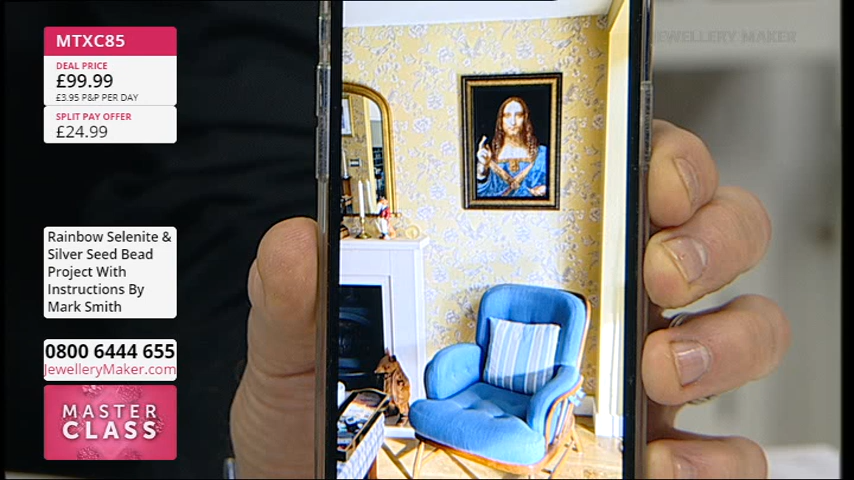 MTXC85
DEAL PRICE
£99.99
£3.95 P&P PER DAY
SPLIT PAY OFFER
£24.99
Rainbow Selenite &
Silver Seed Bead
Project With
Instructions By
Mark Smith
0800 6444 655
JewelleryMaker.com
MASTER
CLASS
JEWELLERY MAKER